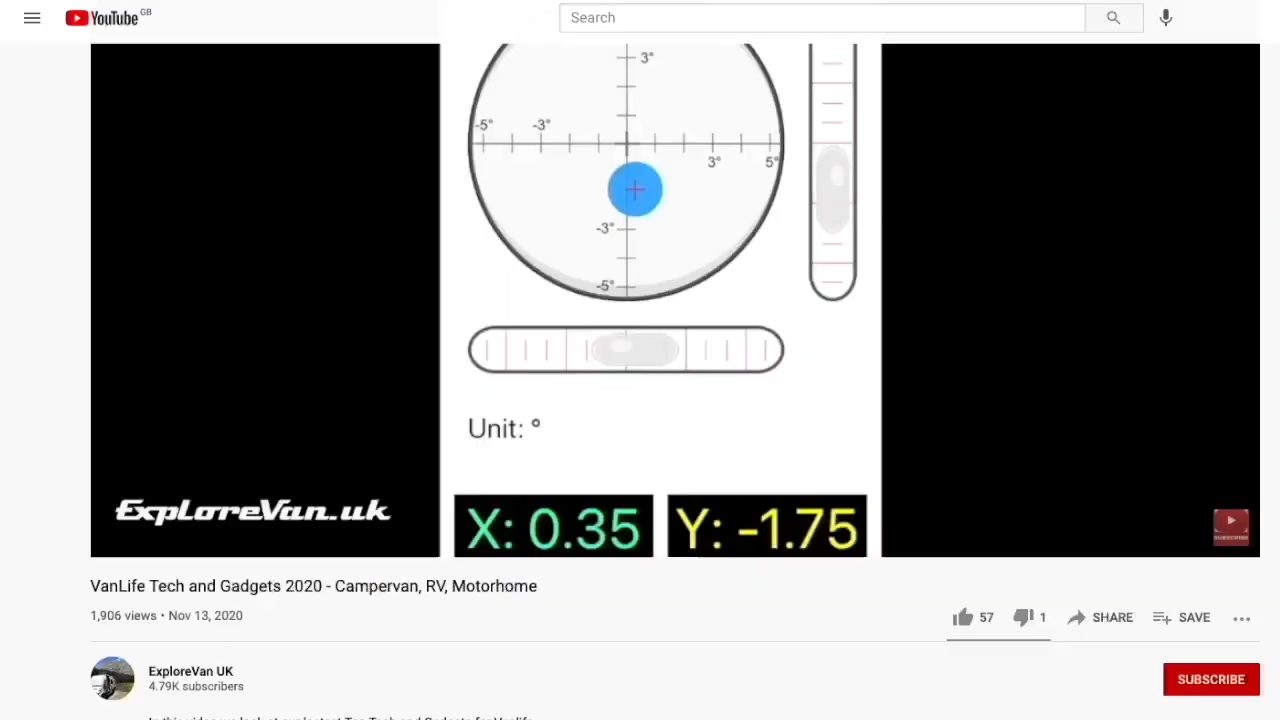 YouTube GB
Search
3°
-5° -3°
3° 5°
-3°
-5°
Unit: °
ExploreVan.uk
X: 0.35 Y: -1.75
SUBSCRIBE
VanLife Tech and Gadgets 2020 - Campervan, RV, Motorhome
1,906 views • Nov 13, 2020
57 1 SHARE SAVE
ExploreVan UK
4.79K subscribers
SUBSCRIBE